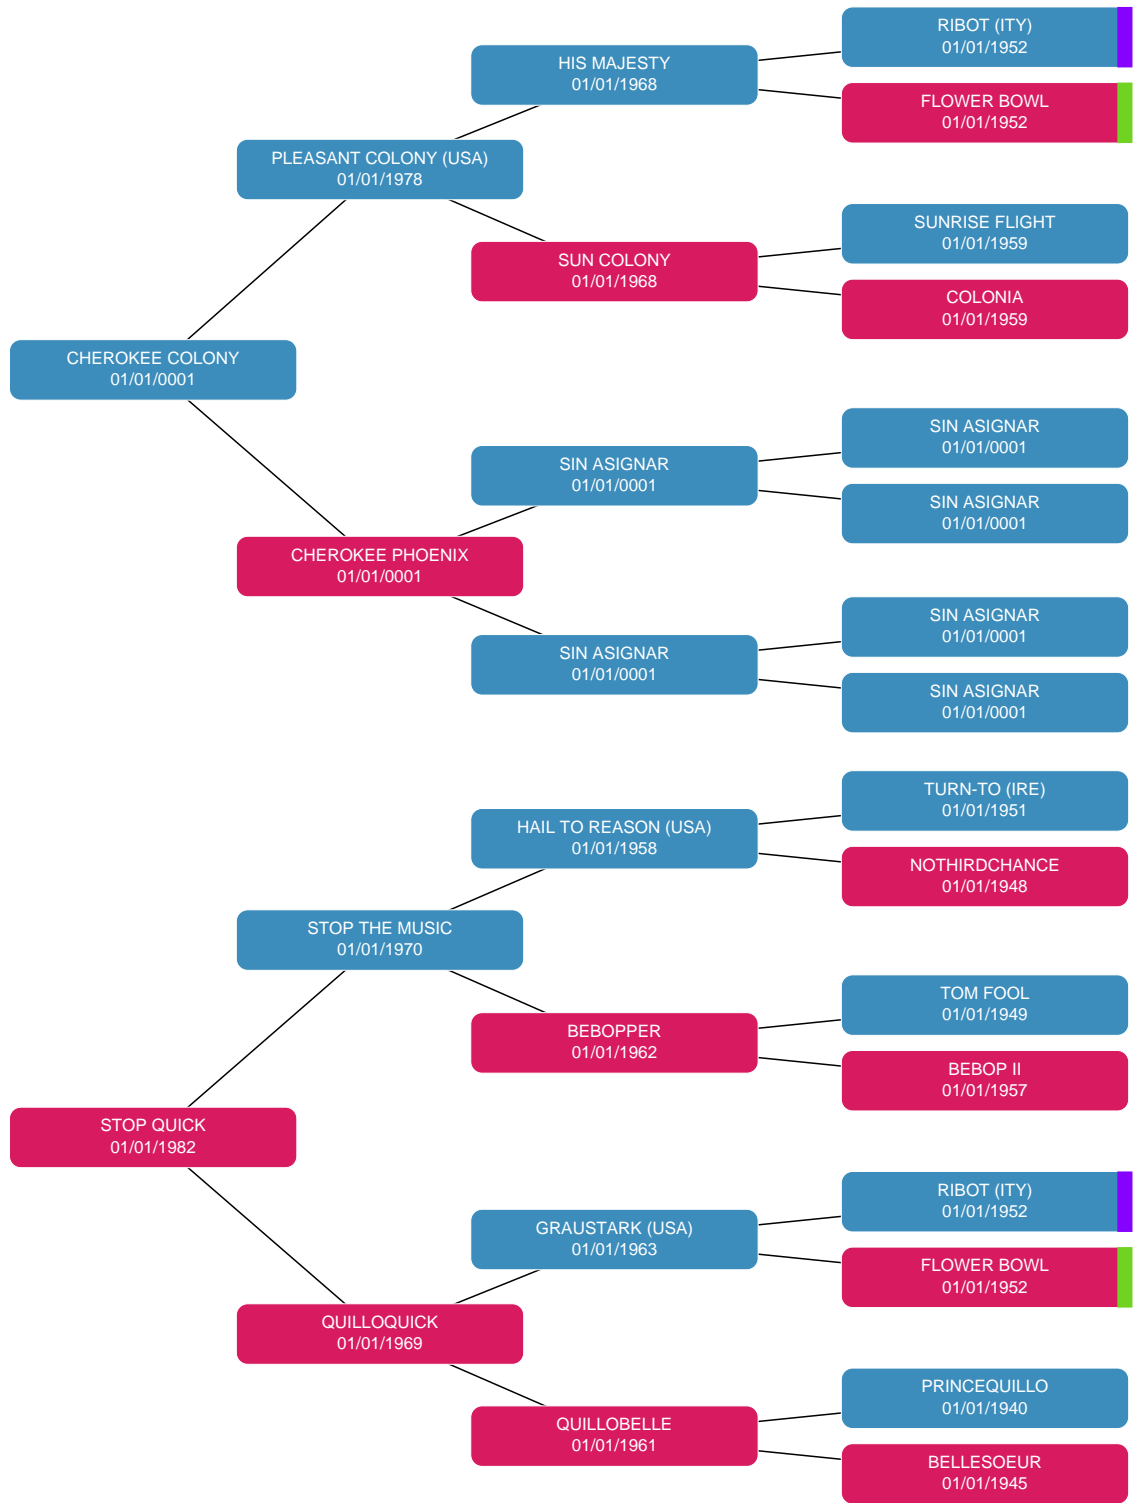 RIBOT (ITY)
01/01/1952
HIS MAJESTY
01/01/1968
FLOWER BOWL
01/01/1952
PLEASANT COLONY (USA)
01/01/1978
SUNRISE FLIGHT
01/01/1959
SUN COLONY
01/01/1968
COLONIA
01/01/1959
CHEROKEE COLONY
01/01/0001
SIN ASIGNAR
01/01/0001
SIN ASIGNAR
01/01/0001
SIN ASIGNAR
01/01/0001
CHEROKEE PHOENIX
01/01/0001
SIN ASIGNAR
01/01/0001
SIN ASIGNAR
01/01/0001
SIN ASIGNAR
01/01/0001
TURN-TO (IRE)
01/01/1951
HAIL TO REASON (USA)
01/01/1958
NOTHIRDCHANCE
01/01/1948
STOP THE MUSIC
01/01/1970
TOM FOOL
01/01/1949
BEBOPPER
01/01/1962
BEBOP II
01/01/1957
STOP QUICK
01/01/1982
RIBOT (ITY)
01/01/1952
GRAUSTARK (USA)
01/01/1963
FLOWER BOWL
01/01/1952
QUILLOQUICK
01/01/1969
PRINCEQUILLO
01/01/1940
QUILLOBELLE
01/01/1961
BELLESOEUR
01/01/1945